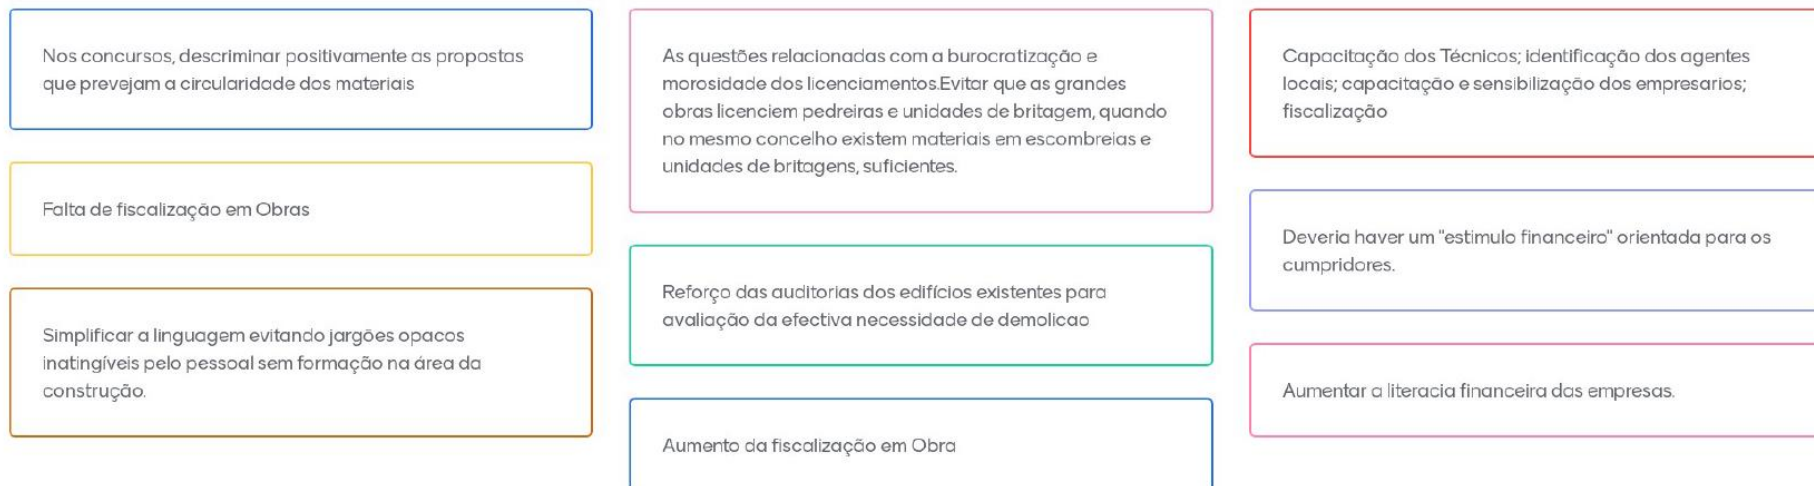 Nos concursos, descriminar positivamente as propostas
que prevejam a circularidade dos materiais
Falta de fiscalização em Obras
Simplificar a linguagem evitando jargões opacos
inatingíveis pelo pessoal sem formação na área da
construção.
As questões relacionadas com a burocratização e
morosidade dos licenciamentos.Evitar que as grandes
obras licenciem pedreiras e unidades de britagem, quando
no mesmo concelho existem materiais em escombreias e
unidades de britagens, suficientes.
Reforço das auditorias dos edifícios existentes para
avaliação da efectiva necessidade de demolicao
Aumento da fiscalização em Obra
Capacitação dos Técnicos; identificação dos agentes
locais; capacitação e sensibilização dos empresarios;
fiscalização
Deveria haver um "estimulo financeiro" orientada para os
cumpridores.
Aumentar a literacia financeira das empresas.